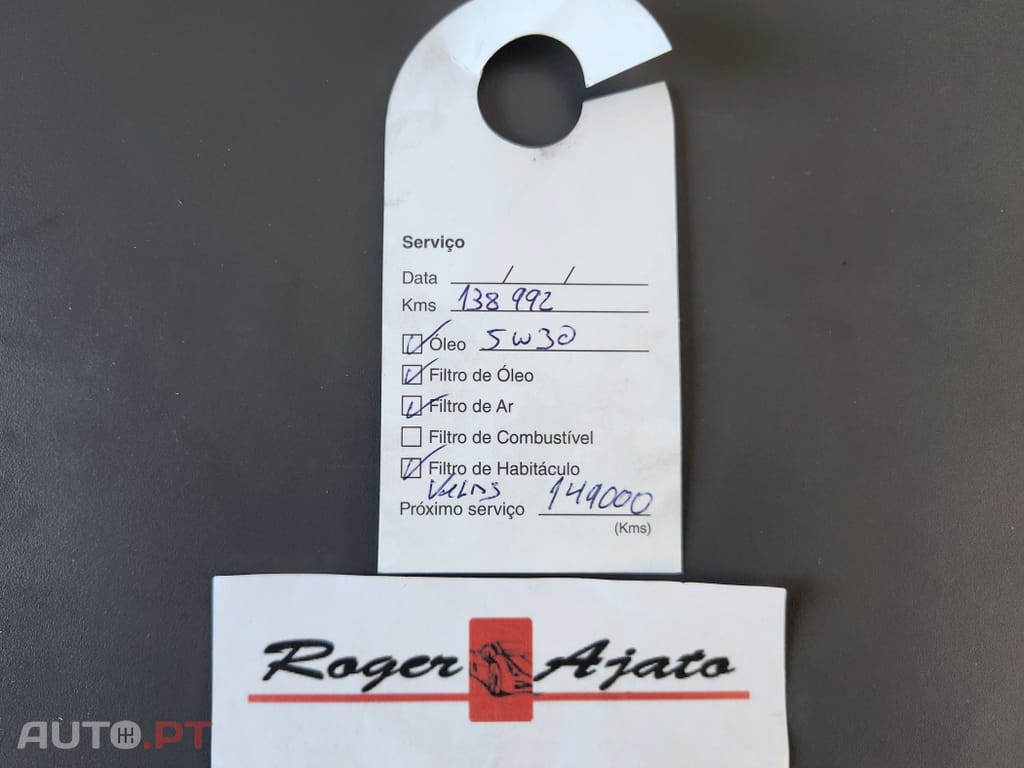 Serviço
Data / /
Kms 138 992
Óleo 5W30
Filtro de Óleo
Filtro de Ar
Filtro de Combustível
Filtro de Habitáculo
Velas
Próximo serviço 149000
(Kms)
Roger Ajato
AUTO.PT